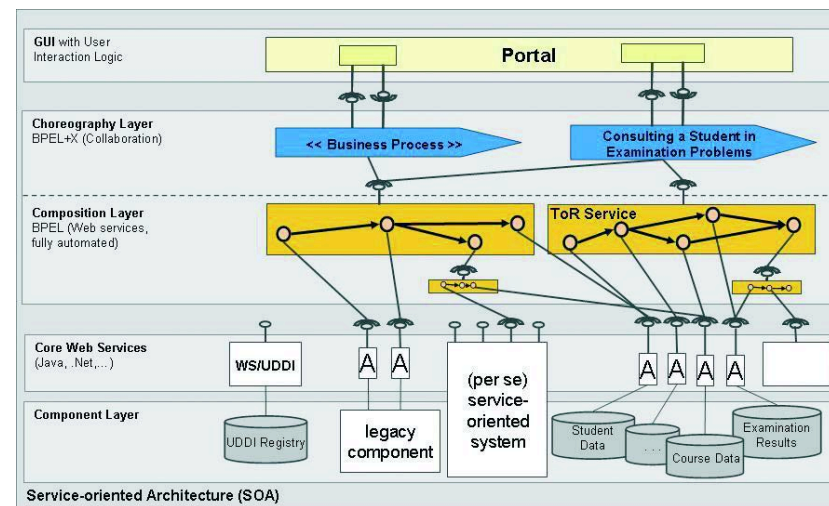 GUI with User
Interaction Logic
Portal
Choreography Layer
BPEL+X (Collaboration)
<< Business Process >>
Consulting a Student in
Examination Problems
Composition Layer
BPEL (Web services,
fully automated)
ToR Service
Core Web Services
(Java, .Net,...)
WS/UDDI
A
A
A
A
A
A
(per se)
service-
oriented
system
Component Layer
UDDI Registry
legacy
component
Student
Data
...
Course Data
Examination
Results
Service-oriented Architecture (SOA)